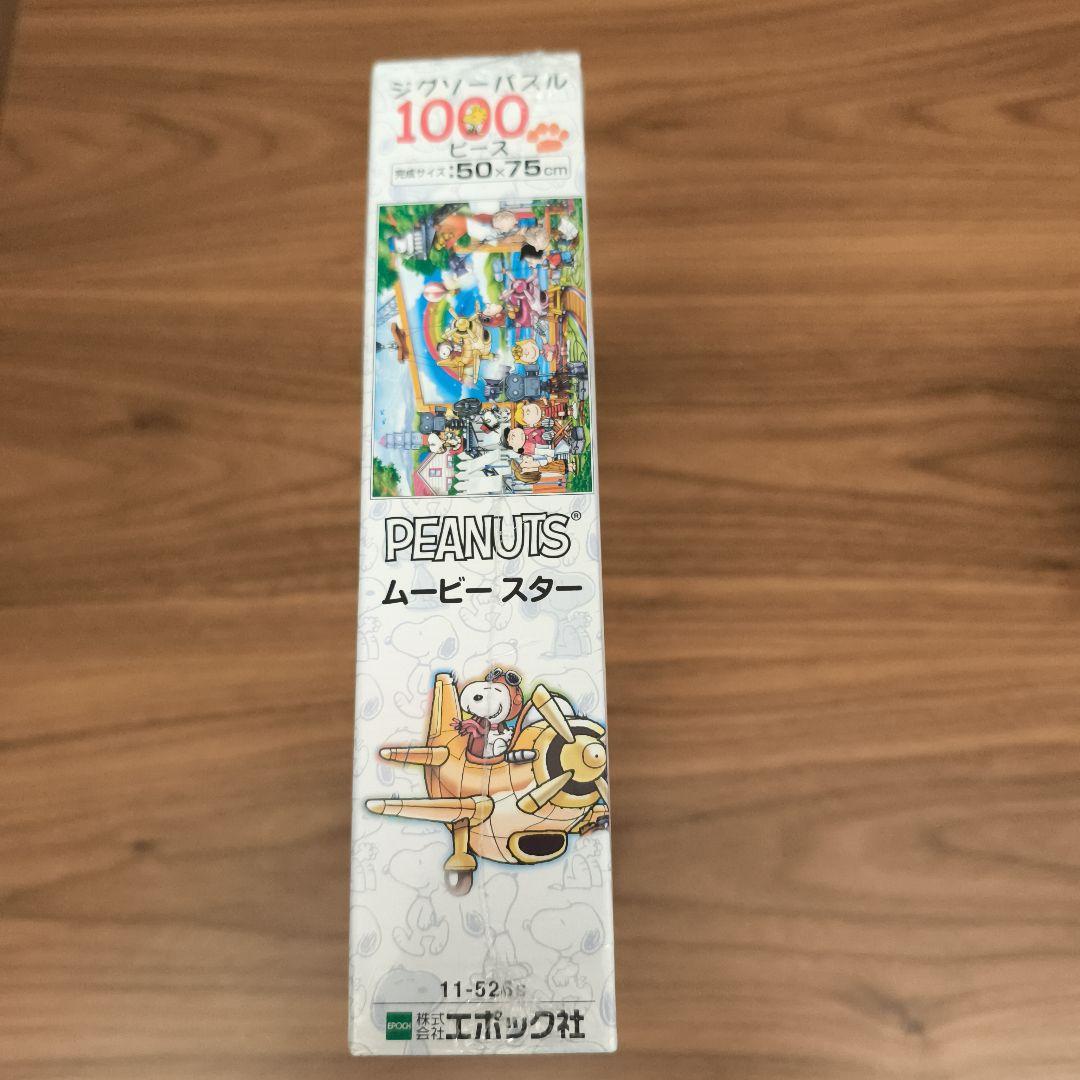 ジグソーパズル
1000
ピース
完成サイズ 50×75cm
PEANUTS®
ムービー スター
11-526s
EPOCH 株式会社エポック社